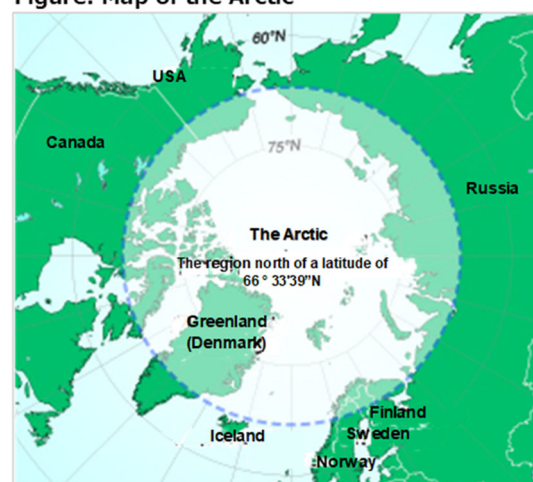 Figure: Map of the Arctic
60°N
USA
Canada
75°N
Russia
The Arctic
The region north of a latitude of
66° 33'39"N
Greenland
(Denmark)
Finland
Iceland
Sweden
Norway